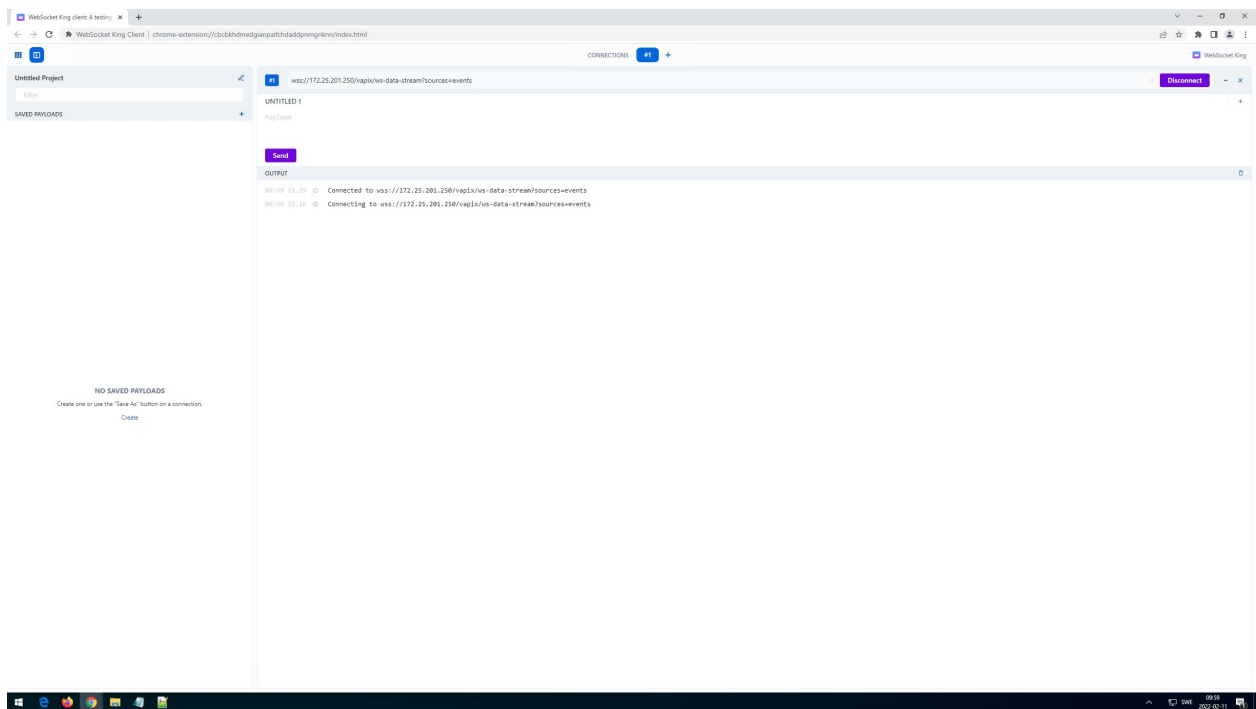 WebSocket King client: A testing
WebSocket King Client | chrome-extension://cbcbkhdmedgianpaifchdaddpnmgnknn/index.html
CONNECTIONS #1 +
WebSocket King
Untitled Project
Filter
SAVED PAYLOADS +
NO SAVED PAYLOADS
Create one or use the "Save As" button on a connection.
Create
#1 wss://172.25.201.250/vapix/ws-data-stream?sources=events
Disconnect
UNTITLED 1
Payload
Send
OUTPUT
Connected to wss://172.25.201.250/vapix/ws-data-stream?sources=events
Connecting to wss://172.25.201.250/vapix/ws-data-stream?sources=events
SWE
09:59
2022-02-11